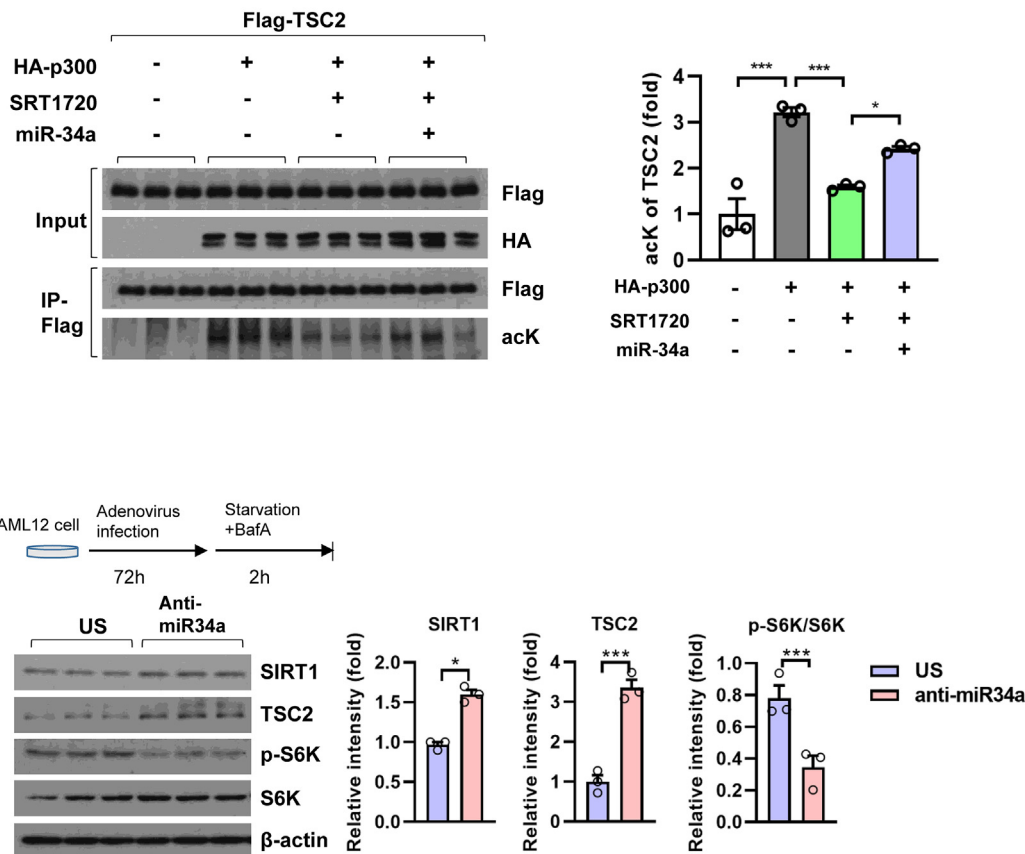 Flag-TSC2
HA-p300 - + + +
SRT1720 - - + +
miR-34a - - - +
Input
Flag
HA
IP-
Flag
Flag
acK
acK of TSC2 (fold)
4
3
2
1
0
***
***
*
HA-p300 - + + +
SRT1720 - - + +
miR-34a - - - +
AML12 cell
Adenovirus
infection
72h
Starvation
+BafA
2h
US
Anti-
miR34a
SIRT1
TSC2
p-S6K
S6K
β-actin
SIRT1
Relative intensity (fold)
2.0
1.5
1.0
0.5
0.0
*
TSC2
Relative intensity (fold)
4
3
2
1
0
***
p-S6K/S6K
Relative intensity (fold)
1.0
0.8
0.6
0.4
0.2
0.0
***
US
anti-miR34a